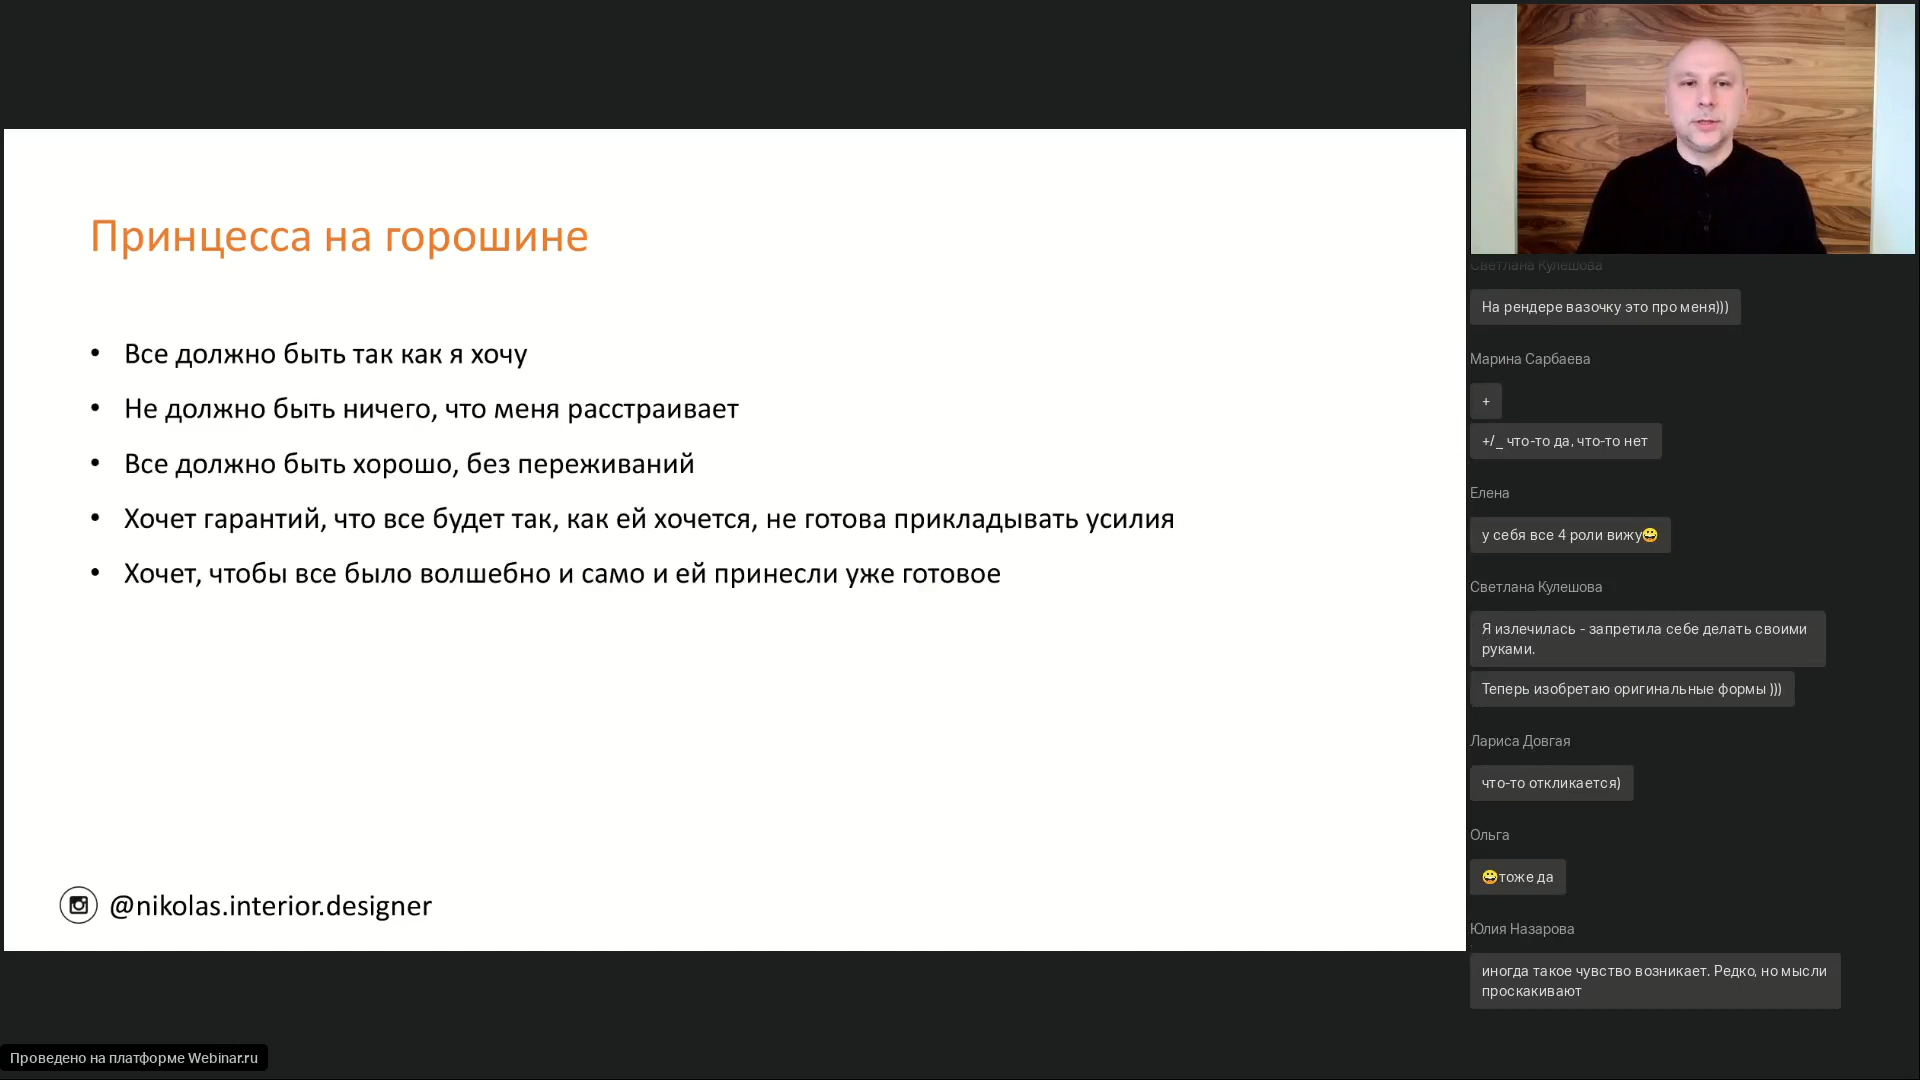 Принцесса на горошине
• Все должно быть так как я хочу
• Не должно быть ничего, что меня расстраивает
• Все должно быть хорошо, без переживаний
• Хочет гарантий, что все будет так, как ей хочется, не готова прикладывать усилия
• Хочет, чтобы все было волшебно и само и ей принесли уже готовое
@nikolas.interior.designer
Светлана Кулешова
На рендере вазочку это про меня)))
Марина Сарбаева
+
+/_ что-то да, что-то нет
Елена
у себя все 4 роли вижу😀
Светлана Кулешова
Я излечилась - запретила себе делать своими
руками.
Теперь изобретаю оригинальные формы )))
Лариса Довгая
что-то откликается)
Ольга
😀тоже да
Юлия Назарова
иногда такое чувство возникает. Редко, но мысли
проскакивают
Проведено на платформе Webinar.ru